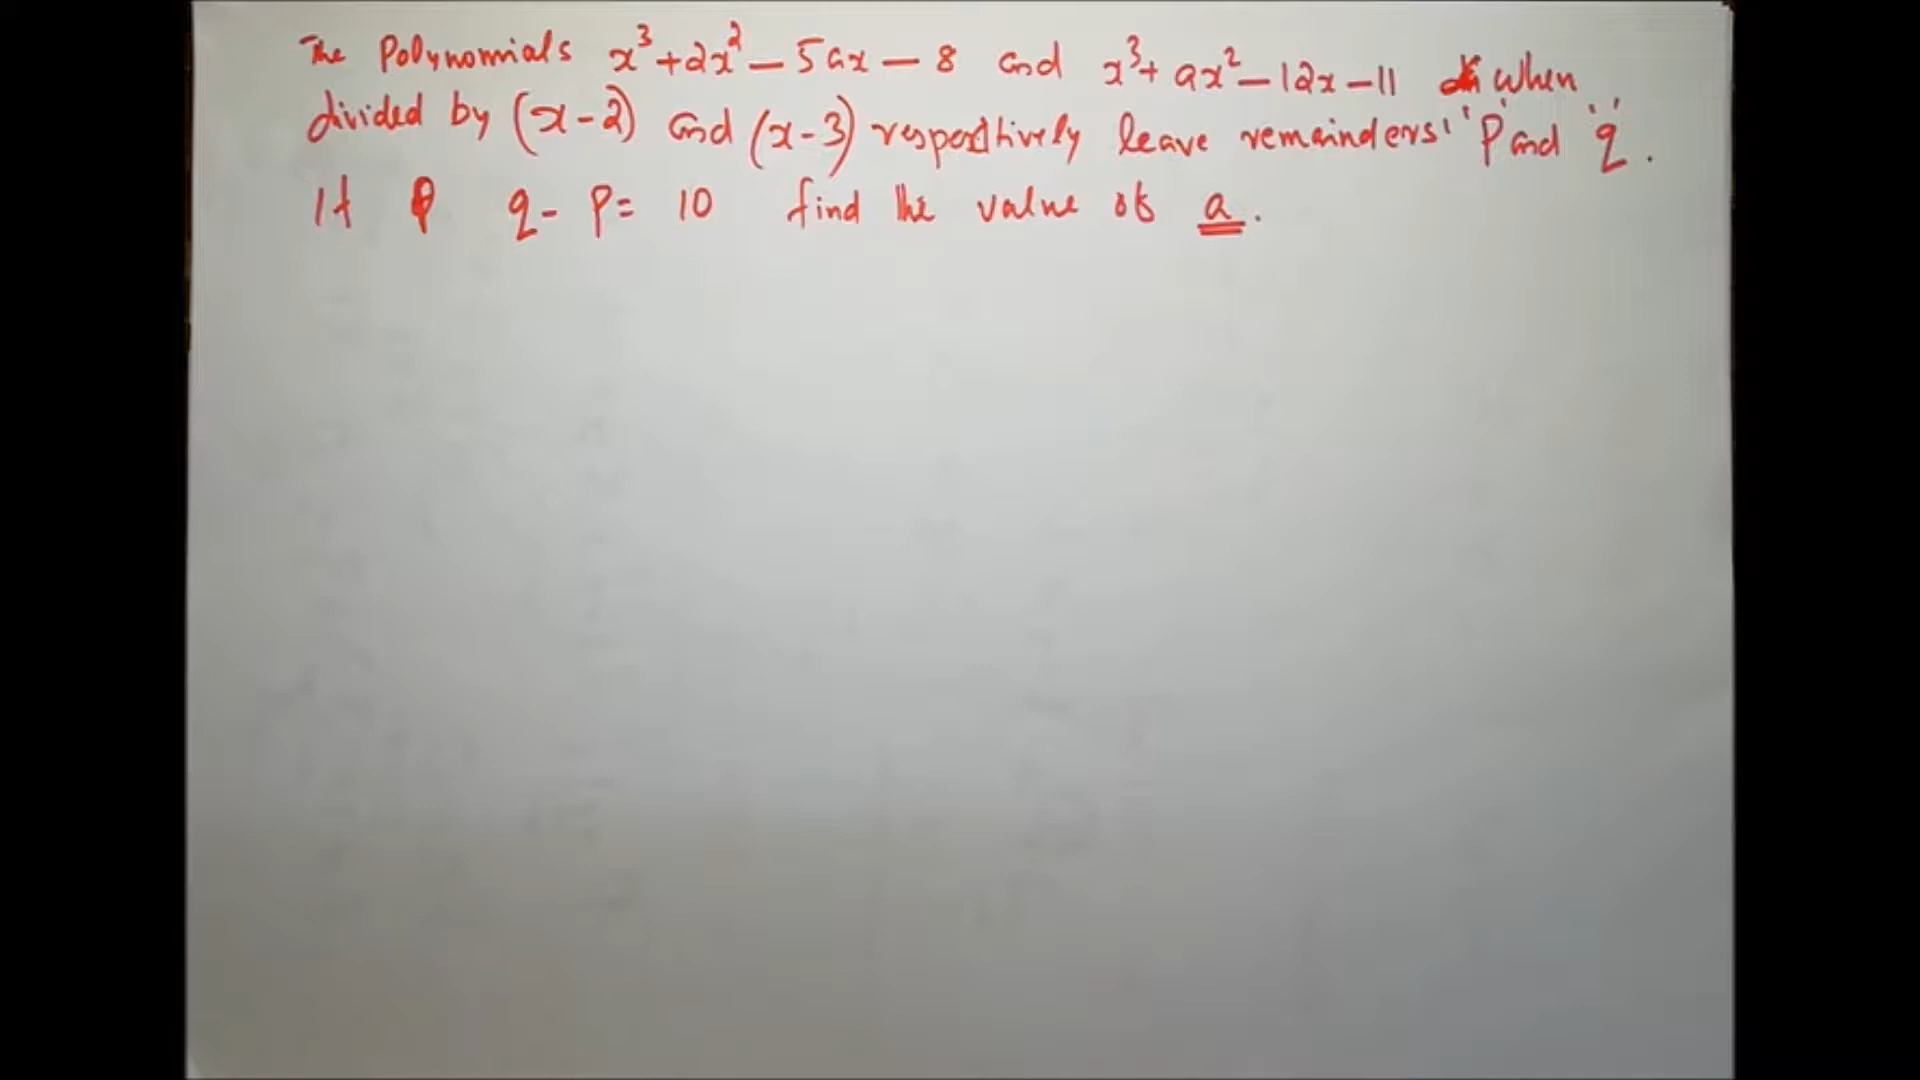 The Polynomials x³+2x²-5ax-8 and x³+ax²-12x-11 when
divided by (x-2) and (x-3) respectively leave remainders 'P' and 'q'.
If q-p=10 find the value of a.